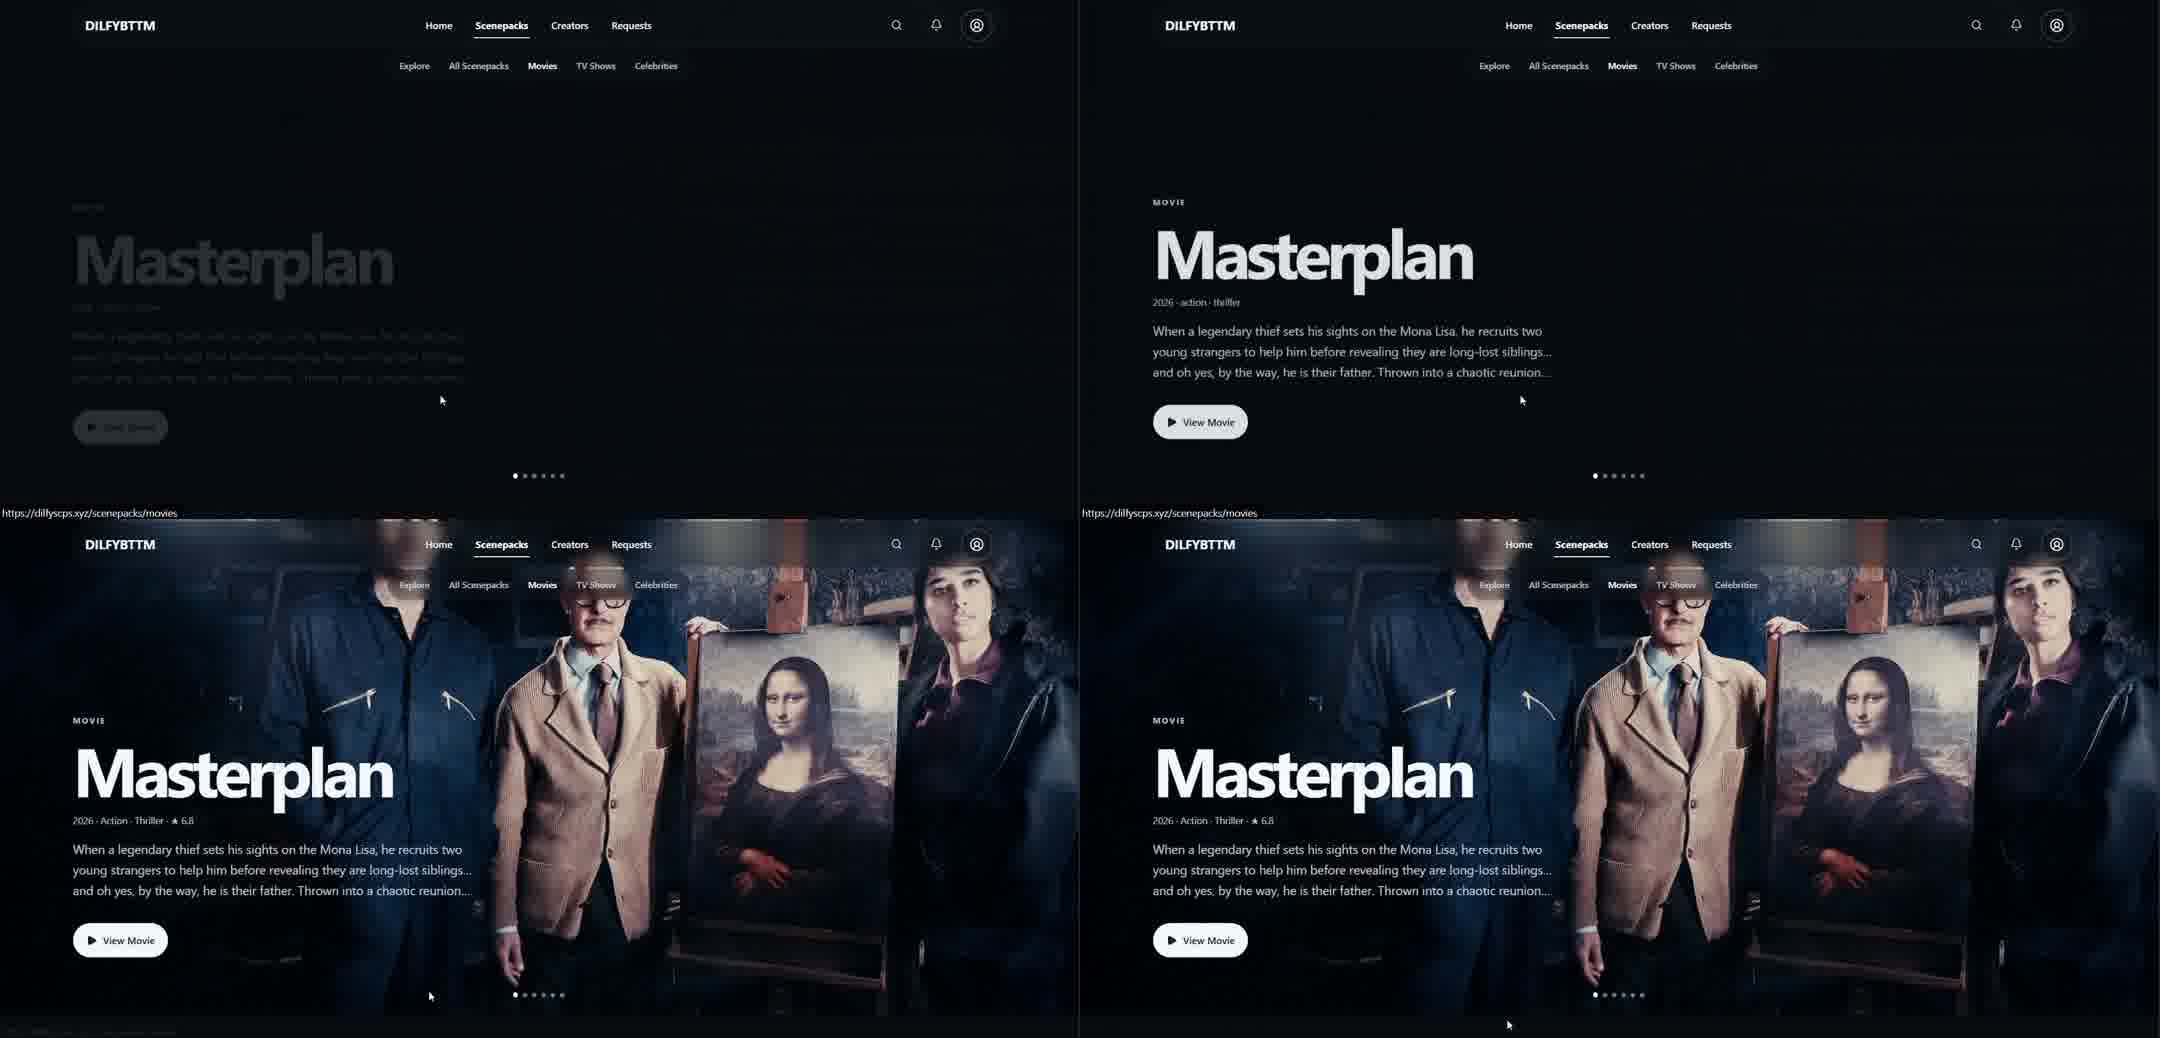 DILFYBTTM
Home Scenepacks Creators Requests
Explore All Scenepacks Movies TV Shows Celebrities
Masterplan
View Movie
https://dilfyscps.xyz/scenepacks/movies
DILFYBTTM
Home Scenepacks Creators Requests
Explore All Scenepacks Movies TV Shows Celebrities
MOVIE
Masterplan
2026 · action · thriller
When a legendary thief sets his sights on the Mona Lisa, he recruits two
young strangers to help him before revealing they are long-lost siblings...
and oh yes, by the way, he is their father. Thrown into a chaotic reunion...
View Movie
https://dilfyscps.xyz/scenepacks/movies
DILFYBTTM
Home Scenepacks Creators Requests
Explore All Scenepacks Movies TV Shows Celebrities
MOVIE
Masterplan
2026 · Action · Thriller · ★ 6.8
When a legendary thief sets his sights on the Mona Lisa, he recruits two
young strangers to help him before revealing they are long-lost siblings...
and oh yes, by the way, he is their father. Thrown into a chaotic reunion...
View Movie
DILFYBTTM
Home Scenepacks Creators Requests
Explore All Scenepacks Movies TV Shows Celebrities
MOVIE
Masterplan
2026 · Action · Thriller · ★ 6.8
When a legendary thief sets his sights on the Mona Lisa, he recruits two
young strangers to help him before revealing they are long-lost siblings...
and oh yes, by the way, he is their father. Thrown into a chaotic reunion...
View Movie